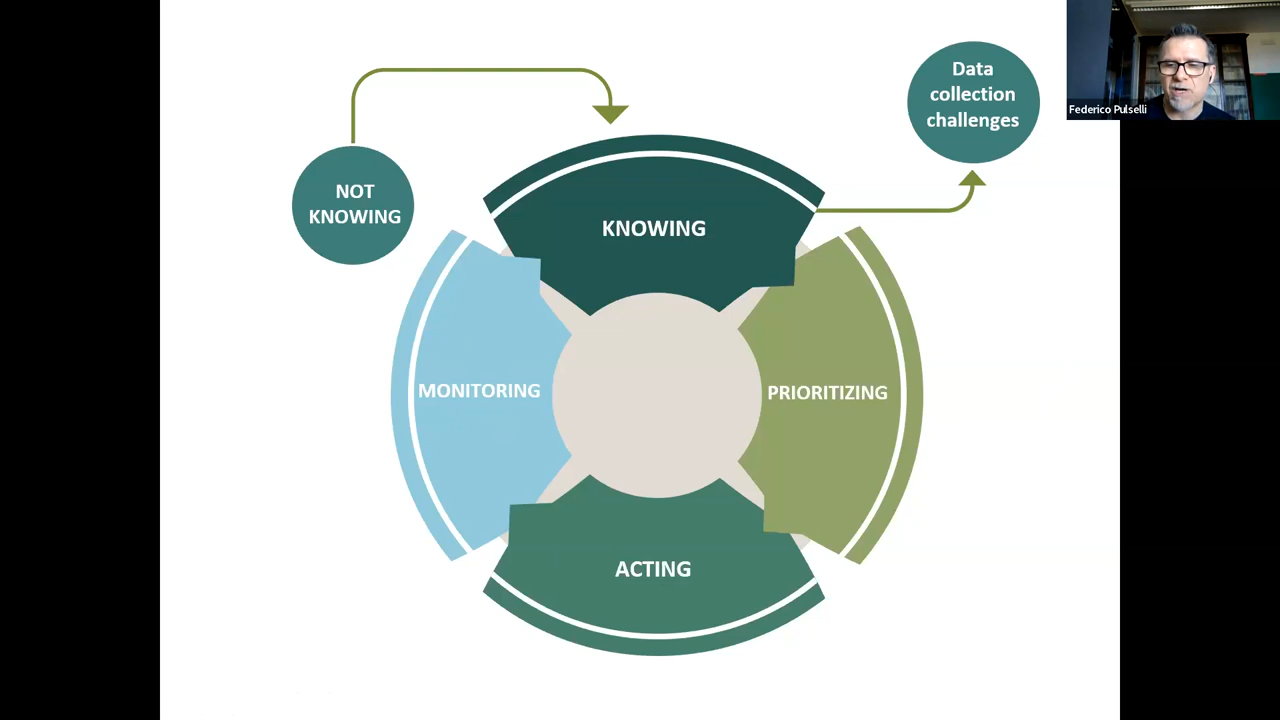 Data
collection
challenges
Federico Pulselli
NOT
KNOWING
KNOWING
MONITORING
PRIORITIZING
ACTING